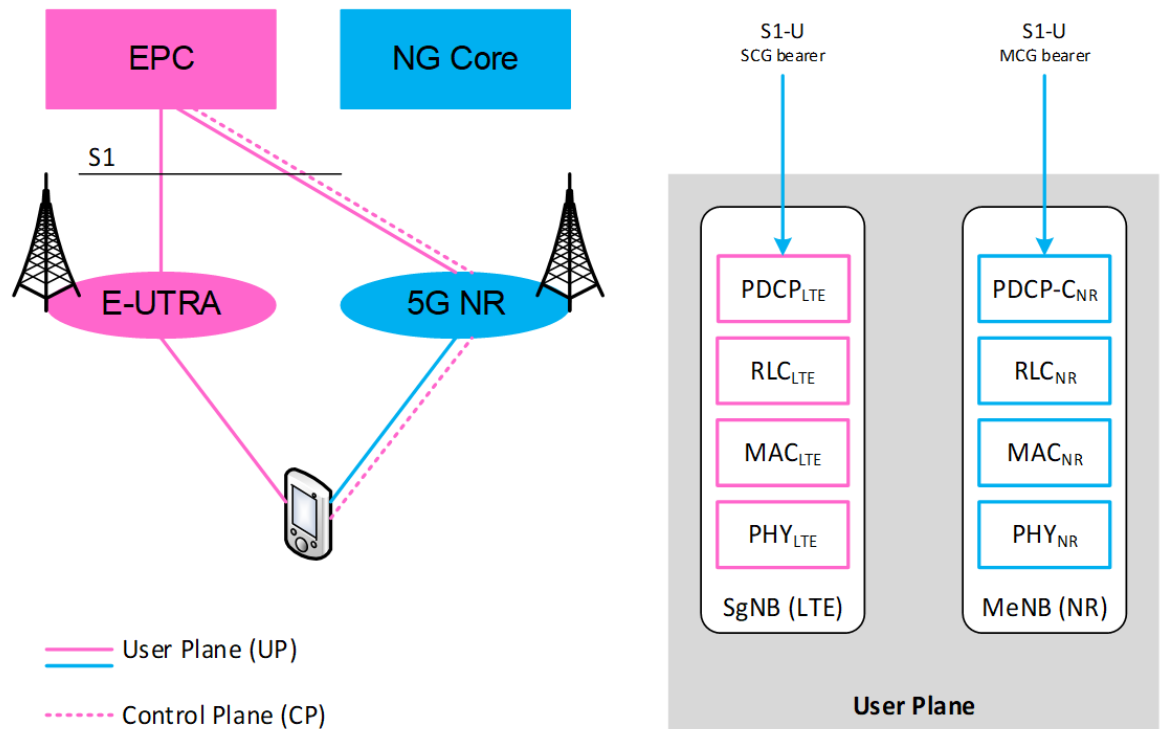 EPC
NG Core
S1
E-UTRA
5G NR
User Plane (UP)
Control Plane (CP)
S1-U
SCG bearer
S1-U
MCG bearer
PDCPLTE
RLCLTE
MACLTE
PHYLTE
SgNB (LTE)
PDCP-CNR
RLCNR
MACNR
PHYNR
MeNB (NR)
User Plane